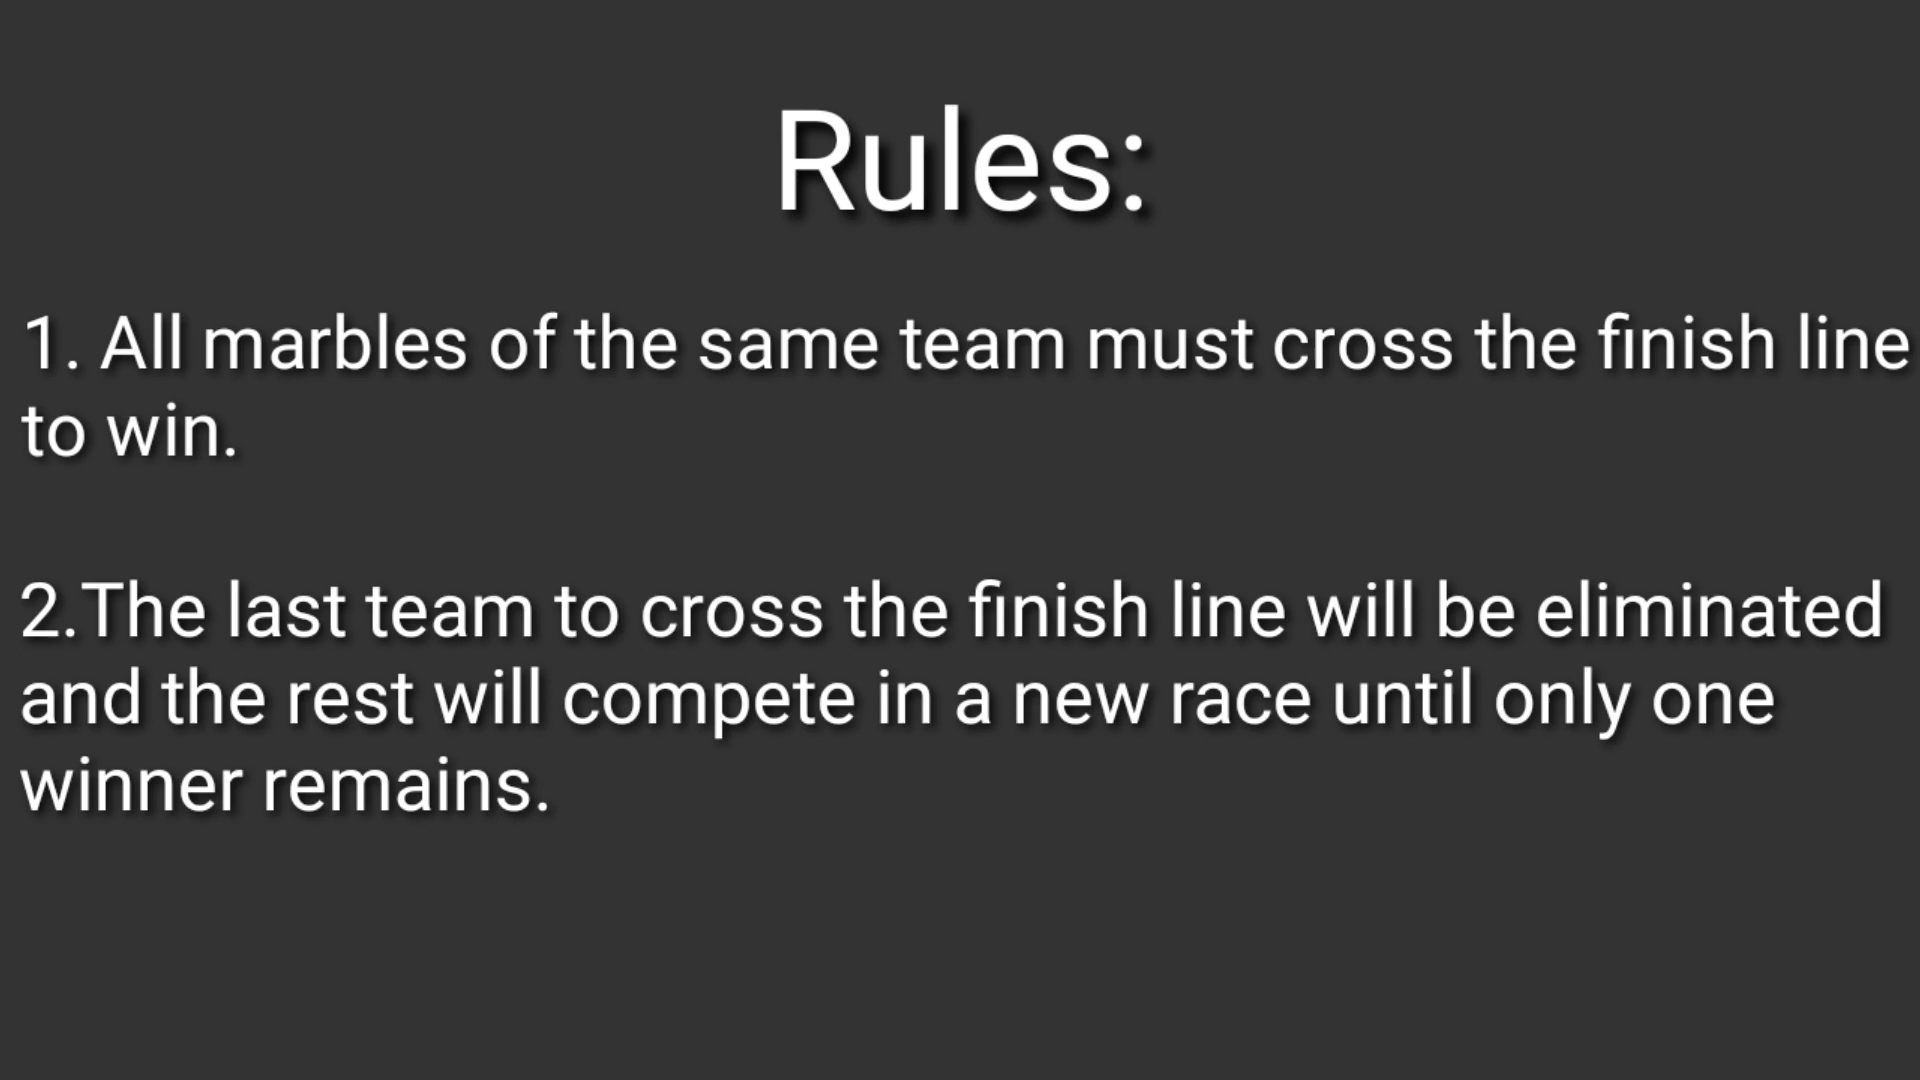 Rules:
1. All marbles of the same team must cross the finish line
to win.
2.The last team to cross the finish line will be eliminated
and the rest will compete in a new race until only one
winner remains.